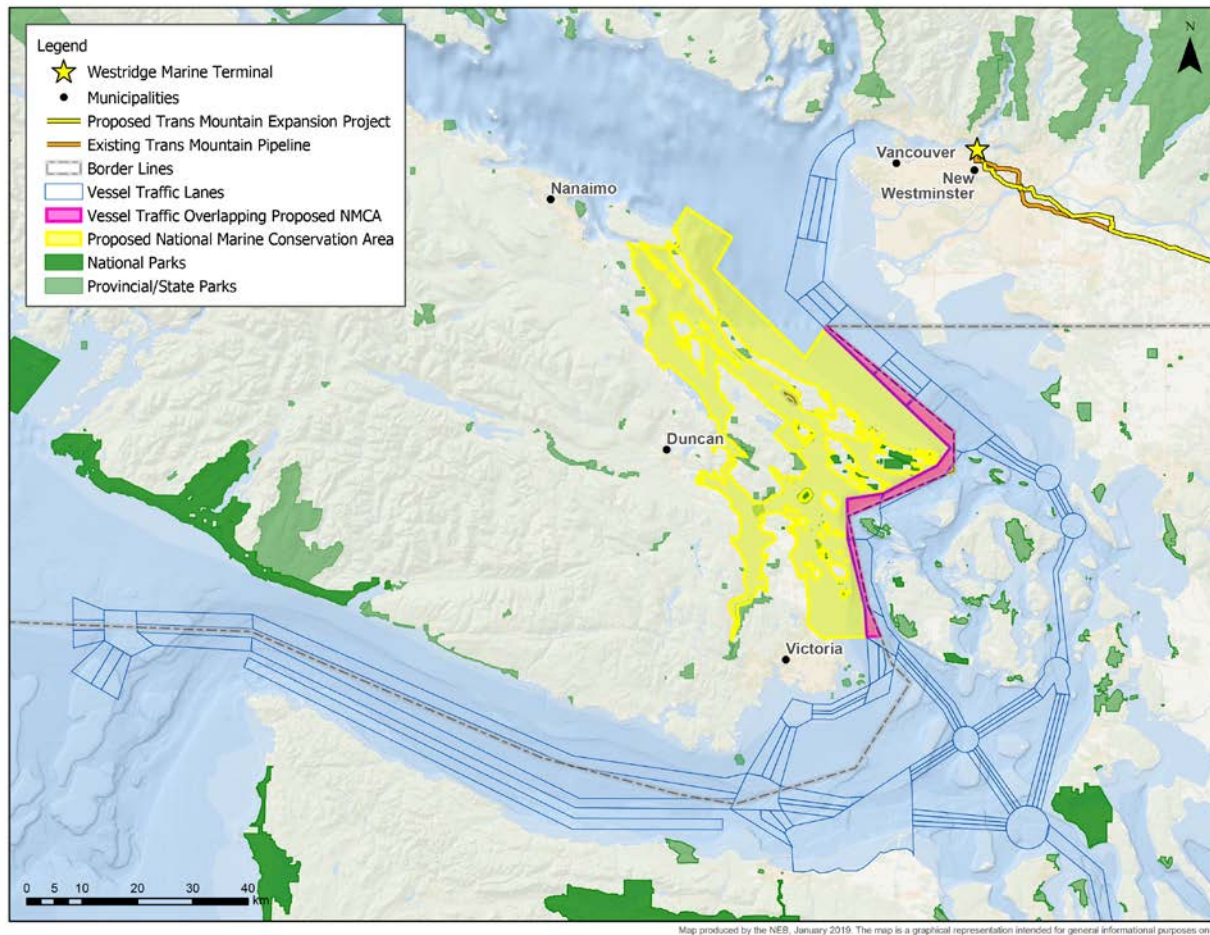 Legend
Westridge Marine Terminal
Municipalities
Proposed Trans Mountain Expansion Project
Existing Trans Mountain Pipeline
Border Lines
Vessel Traffic Lanes
Vessel Traffic Overlapping Proposed NMCA
Proposed National Marine Conservation Area
National Parks
Provincial/State Parks
N
Vancouver
New
Westminster
Nanaimo
Duncan
Victoria
0 5 10 20 30 40
km
Map produced by the NEB, January 2019. The map is a graphical representation intended for general informational purposes on